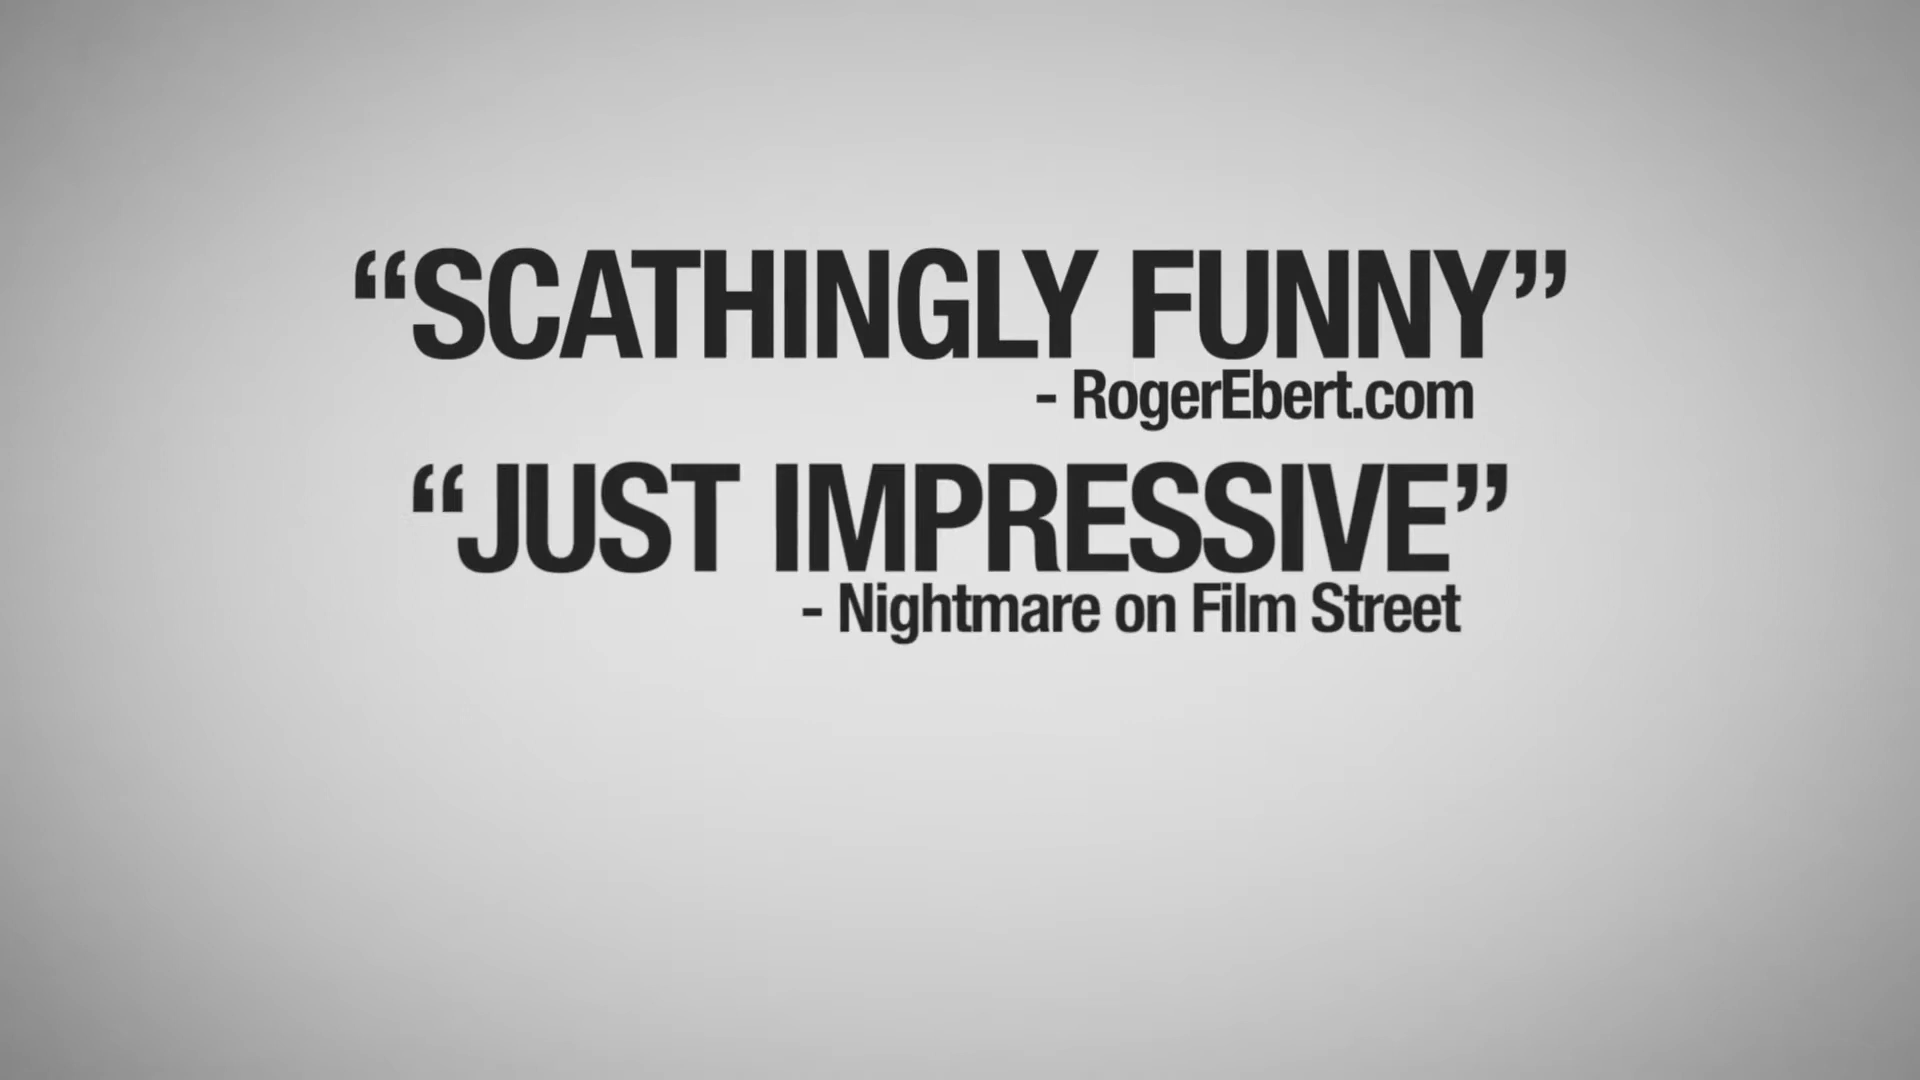 “SCATHINGLY FUNNY”
- RogerEbert.com
“JUST IMPRESSIVE”
- Nightmare on Film Street